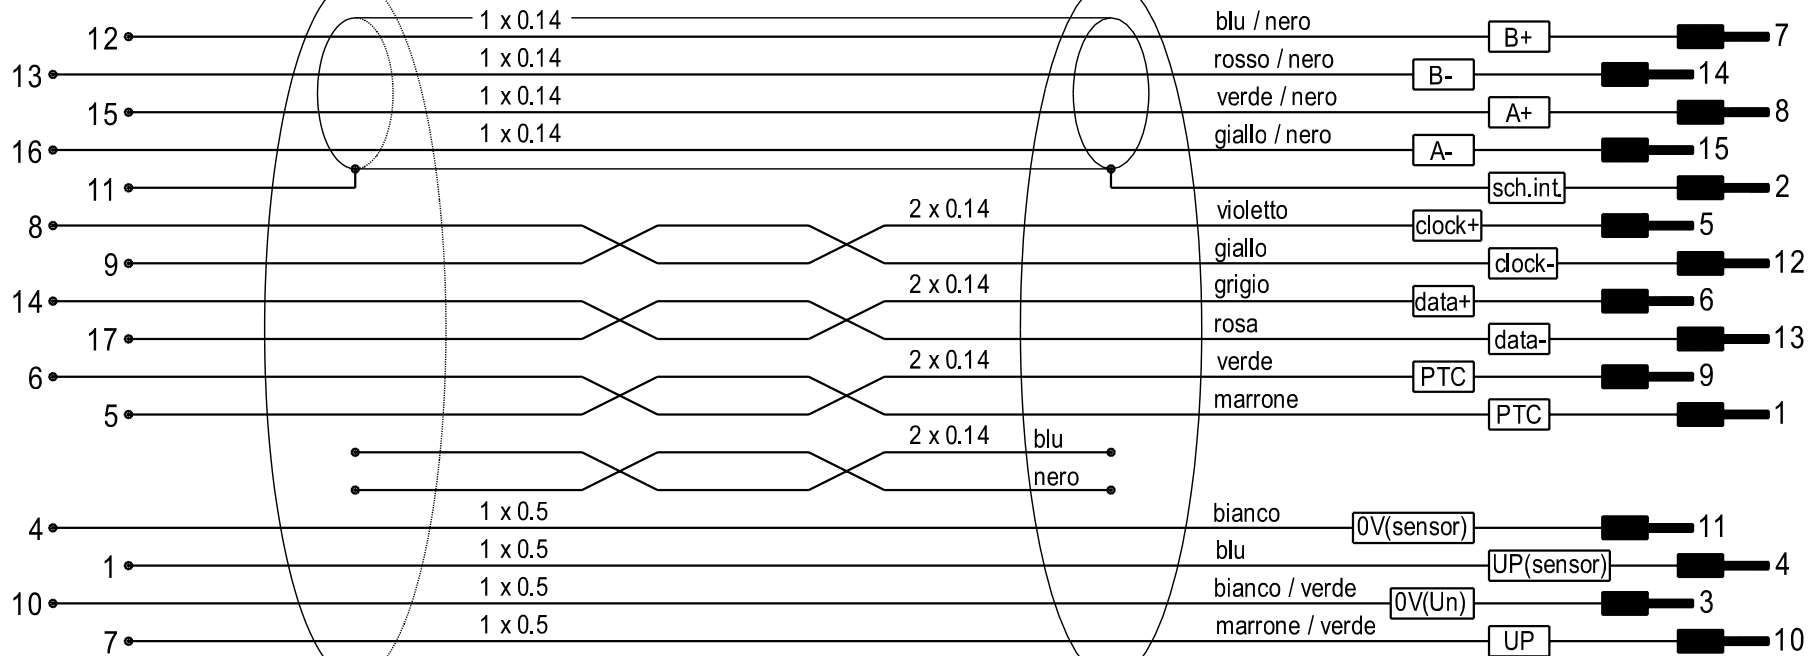 12 1 x 0.14 blu / nero B+ 7
13 1 x 0.14 rosso / nero B- 14
15 1 x 0.14 verde / nero A+ 8
16 1 x 0.14 giallo / nero A- 15
11 sch.int. 2
8 2 x 0.14 violetto clock+ 5
9 giallo clock- 12
14 2 x 0.14 grigio data+ 6
17 rosa data- 13
6 2 x 0.14 verde PTC 9
5 marrone PTC 1
2 x 0.14 blu
nero
4 1 x 0.5 bianco 0V(sensor) 11
1 1 x 0.5 blu UP(sensor) 4
10 1 x 0.5 bianco / verde 0V(Un) 3
7 1 x 0.5 marrone / verde UP 10